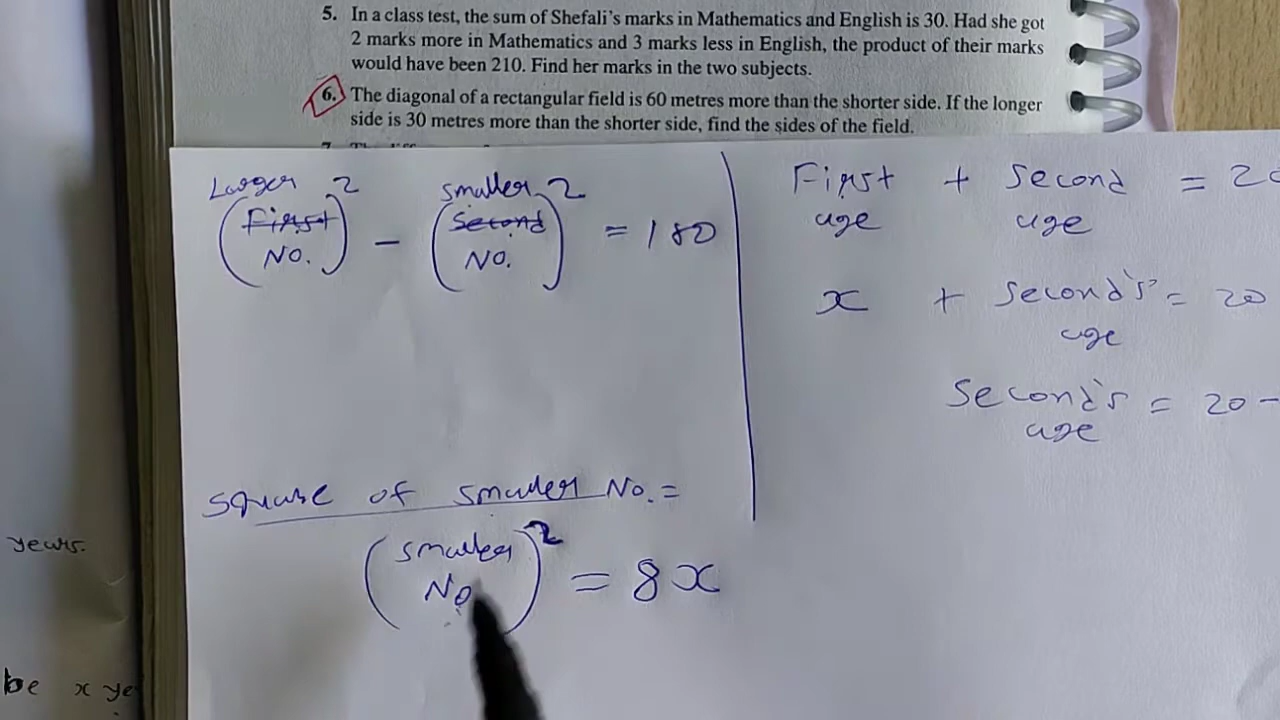 5. In a class test, the sum of Shefali's marks in Mathematics and English is 30. Had she got
2 marks more in Mathematics and 3 marks less in English, the product of their marks
would have been 210. Find her marks in the two subjects.
6. The diagonal of a rectangular field is 60 metres more than the shorter side. If the longer
side is 30 metres more than the shorter side, find the sides of the field.
(Larger First No.)² - (smaller Second No.)² = 180
square of smaller No. =
(smaller No)² = 8x
First age + Second age = 20
x + Second's age = 20
Second's age = 20 -
years.
be x ye